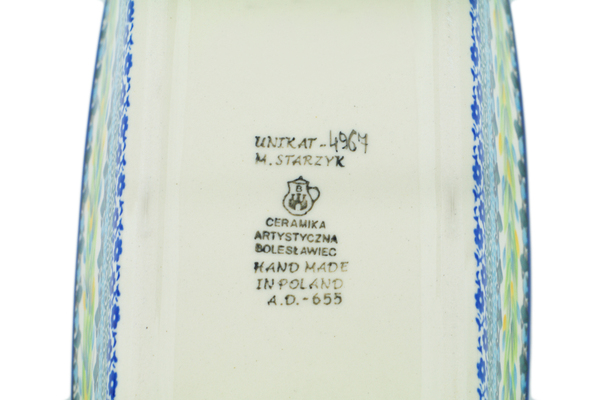 UNIKAT-4967
M. STARZYK
CERAMIKA
ARTYSTYCZNA
BOLESŁAWIEC
HAND MADE
IN POLAND
A.D.-655